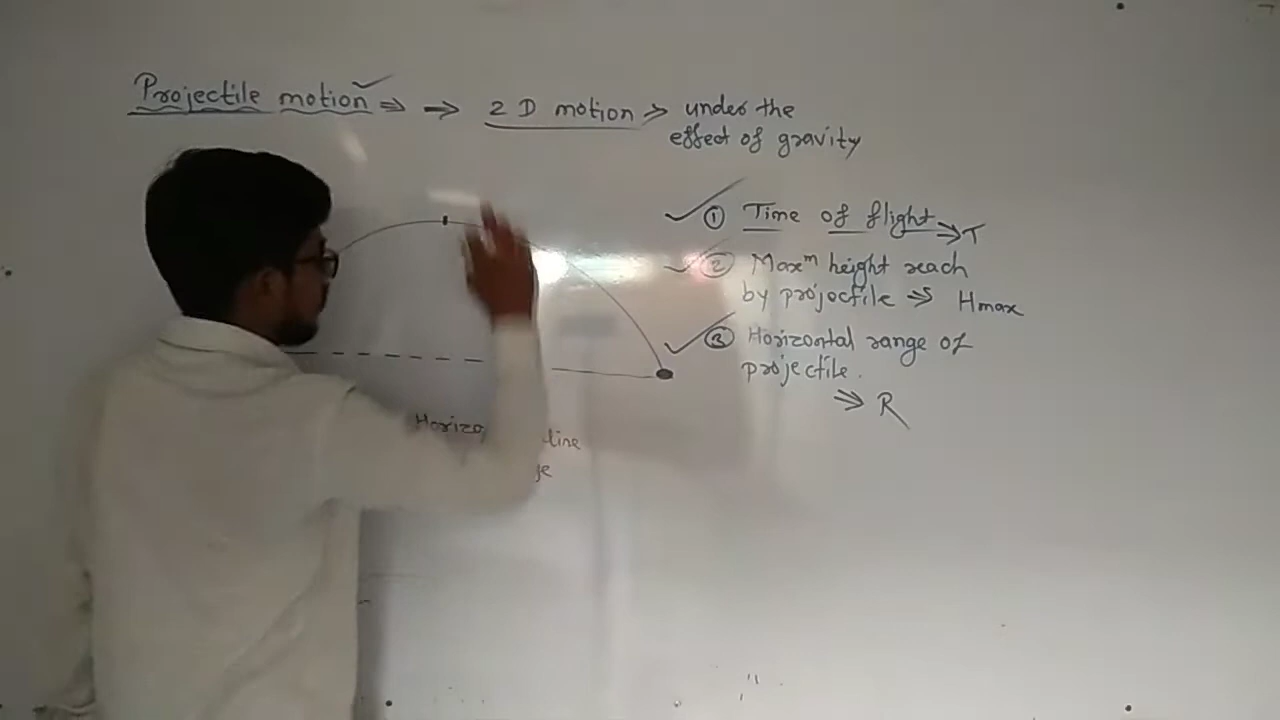 Projectile motion ✓ ⇒ → 2 D motion → under the
effect of gravity
✓ ① Time of flight ⇒ T
✓ ② Maxᵐ height reach
by projectile ⇒ Hmax
✓ ③ Horizontal range of
projectile.
⇒ R
line